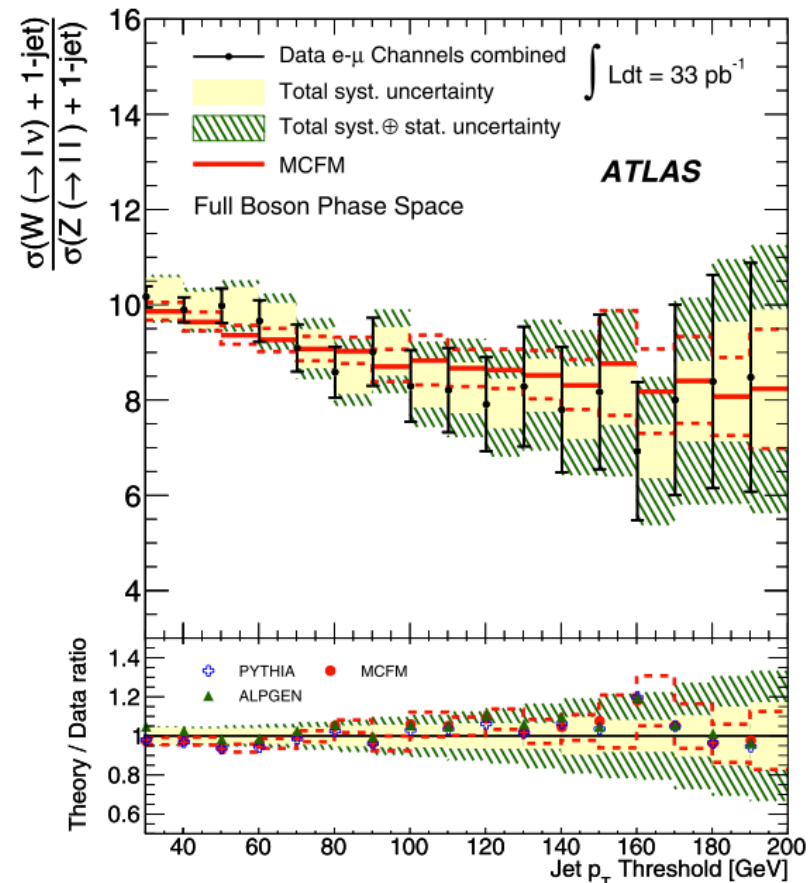 σ(W (→ l ν) + 1-jet)
σ(Z (→ l l ) + 1-jet)
16
14
12
10
8
6
4
Data e-μ Channels combined
∫ Ldt = 33 pb⁻¹
Total syst. uncertainty
Total syst.⊕ stat. uncertainty
MCFM
ATLAS
Full Boson Phase Space
Theory / Data ratio
1.4
1.2
1
0.8
0.6
PYTHIA
MCFM
ALPGEN
40 60 80 100 120 140 160 180 200
Jet p_T Threshold [GeV]